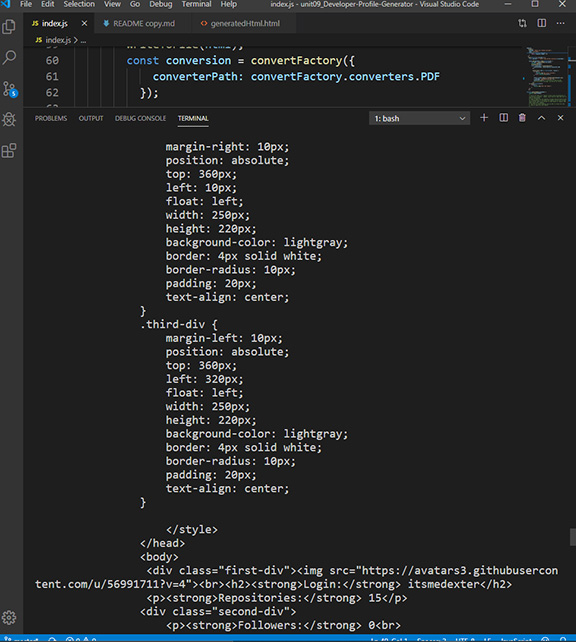 File Edit Selection View Go Debug Terminal Help index.js - unit09_Developer-Profile-Generator - Visual Studio Code
JS index.js × README copy.md <> generatedHtml.html
JS index.js > ...
60 const conversion = convertFactory({
61 converterPath: convertFactory.converters.PDF
62 });
PROBLEMS OUTPUT DEBUG CONSOLE TERMINAL 1: bash
margin-right: 10px;
position: absolute;
top: 360px;
left: 10px;
float: left;
width: 250px;
height: 220px;
background-color: lightgray;
border: 4px solid white;
border-radius: 10px;
padding: 20px;
text-align: center;
}
.third-div {
margin-left: 10px;
position: absolute;
top: 360px;
left: 320px;
float: left;
width: 250px;
height: 220px;
background-color: lightgray;
border: 4px solid white;
border-radius: 10px;
padding: 20px;
text-align: center;
}
</style>
</head>
<body>
<div class="first-div"><img src="https://avatars3.githubusercon
tent.com/u/56991711?v=4"><br><h2><strong>Login:</strong> itsmedexter</h2>
<p><strong>Repositories:</strong> 15</p>
<div class="second-div">
<p><strong>Followers:</strong> 0<br>